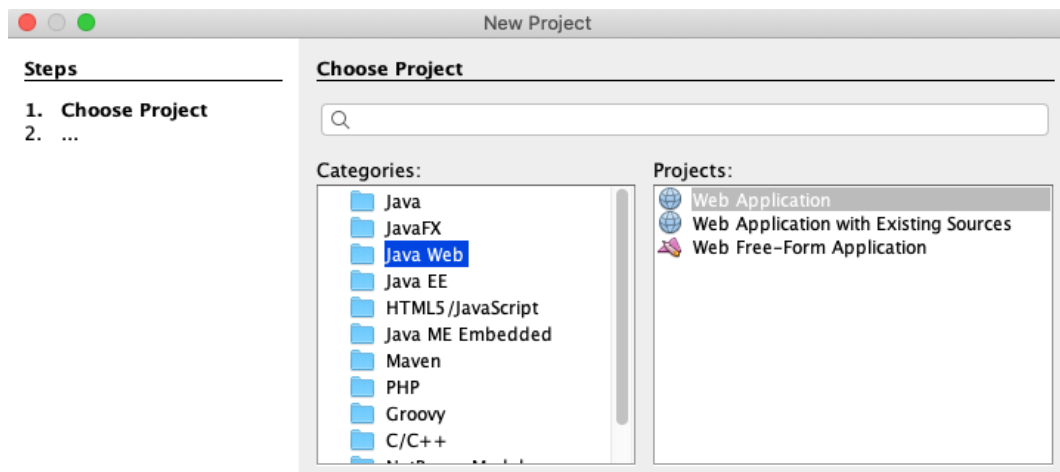 New Project
Steps
1. Choose Project
2. ...
Choose Project
Categories:
Java
JavaFX
Java Web
Java EE
HTML5/JavaScript
Java ME Embedded
Maven
PHP
Groovy
C/C++
Projects:
Web Application
Web Application with Existing Sources
Web Free-Form Application